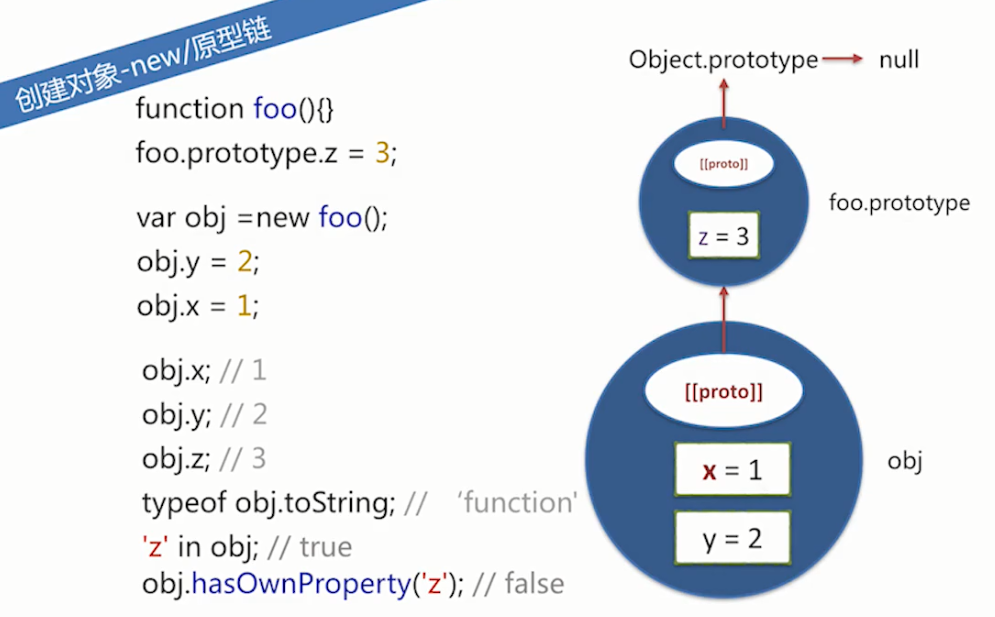 创建对象-new/原型链
function foo(){}
foo.prototype.z = 3;
var obj =new foo();
obj.y = 2;
obj.x = 1;
obj.x; // 1
obj.y; // 2
obj.z; // 3
typeof obj.toString; // ‘function'
'z' in obj; // true
obj.hasOwnProperty('z'); // false
Object.prototype null
[[proto]]
z = 3
foo.prototype
[[proto]]
x = 1
y = 2
obj